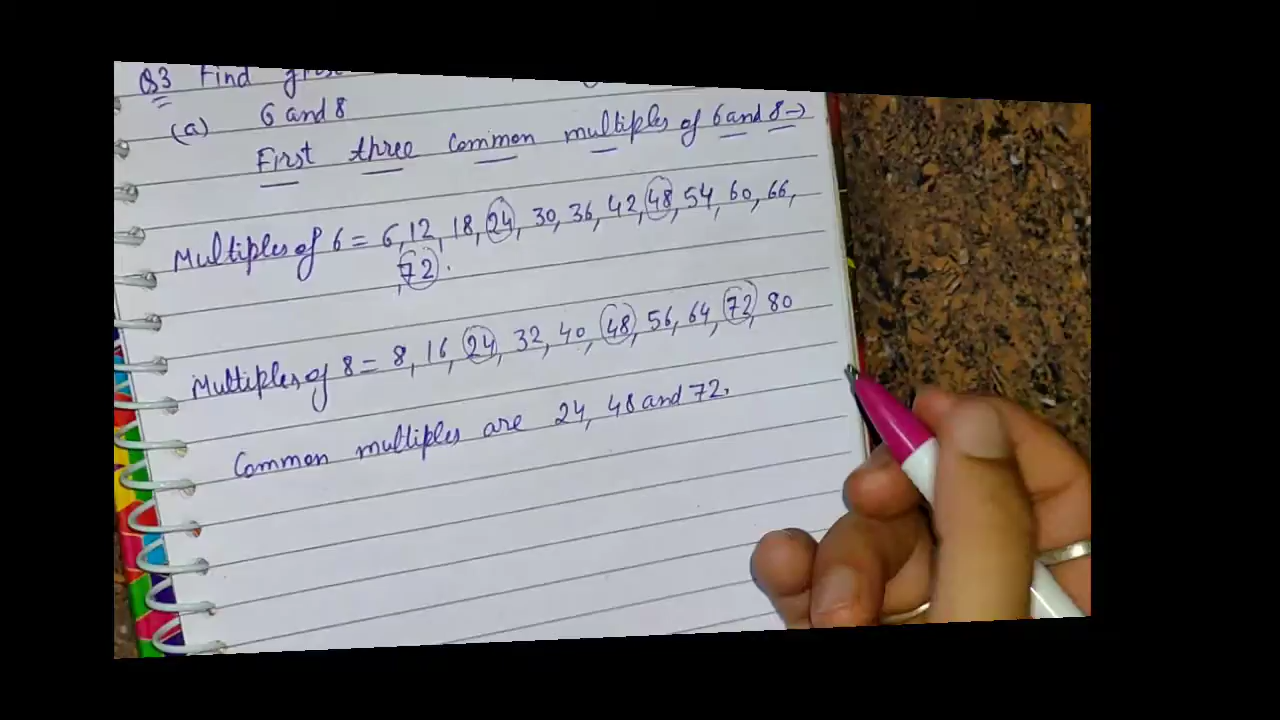 Q3 Find
(a) 6 and 8
First three common multiples of 6 and 8→
Multiples of 6 = 6, 12, 18, 24, 30, 36, 42, 48, 54, 60, 66,
72.
Multiples of 8 = 8, 16, 24, 32, 40, 48, 56, 64, 72, 80
Common multiples are 24, 48 and 72.